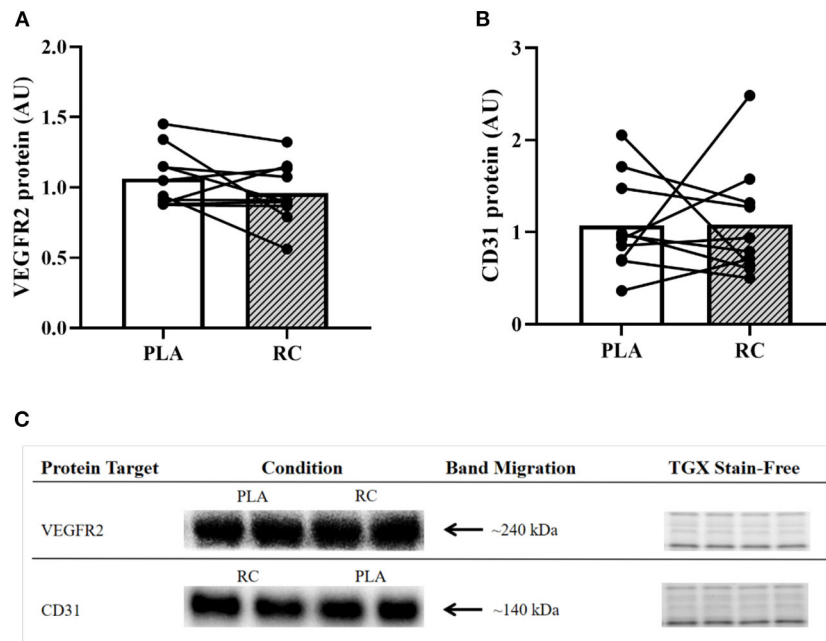 A
VEGFR2 protein (AU)
2.0
1.5
1.0
0.5
0.0
PLA RC
B
CD31 protein (AU)
3
2
1
0
PLA RC
C
Protein Target Condition Band Migration TGX Stain-Free
PLA RC
VEGFR2 ~240 kDa
RC PLA
CD31 ~140 kDa